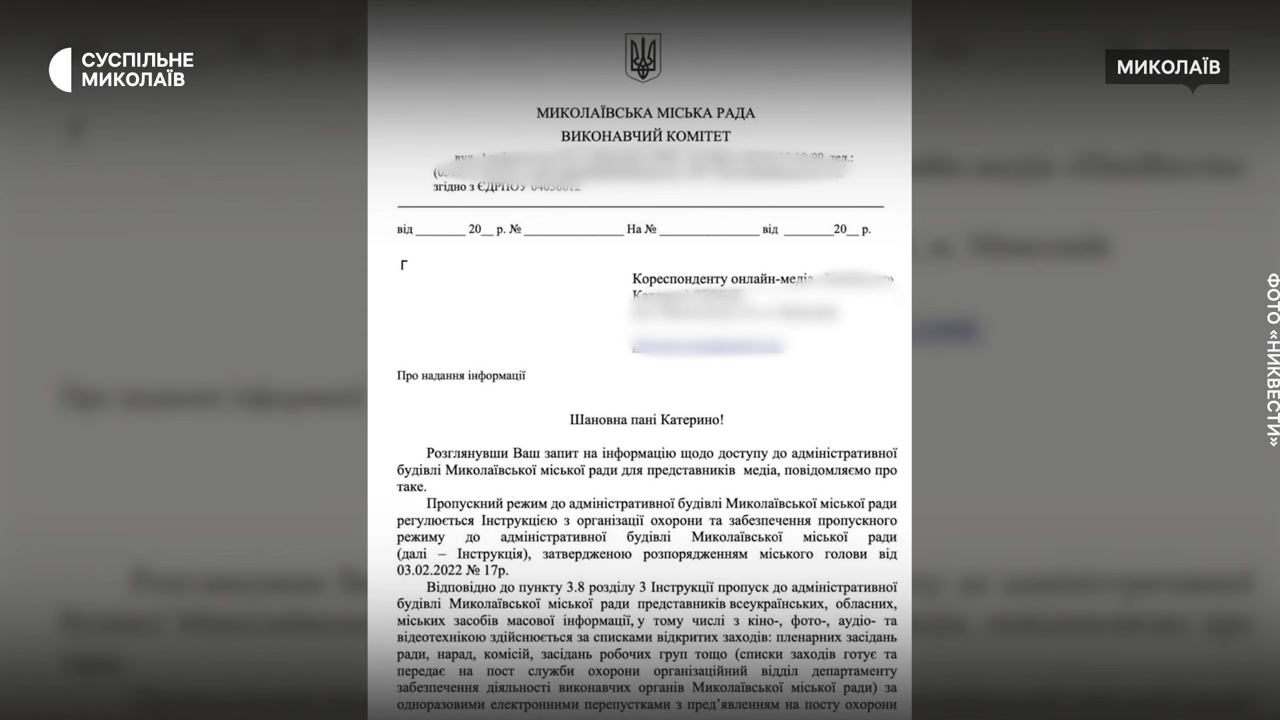 СУСПІЛЬНЕ
МИКОЛАЇВ
МИКОЛАЇВ
МИКОЛАЇВСЬКА МІСЬКА РАДА
ВИКОНАВЧИЙ КОМІТЕТ
тел.:
згідно з ЄДРПОУ
від ________ 20__ р. № ________________ На № ________________ від ________20__ р.
Кореспонденту онлайн-медіа
Про надання інформації
Шановна пані Катерино!
Розглянувши Ваш запит на інформацію щодо доступу до адміністративної
будівлі Миколаївської міської ради для представників медіа, повідомляємо про
таке.
Пропускний режим до адміністративної будівлі Миколаївської міської ради
регулюється Інструкцією з організації охорони та забезпечення пропускного
режиму до адміністративної будівлі Миколаївської міської ради
(далі – Інструкція), затвердженою розпорядженням міського голови від
03.02.2022 № 17р.
Відповідно до пункту 3.8 розділу 3 Інструкції пропуск до адміністративної
будівлі Миколаївської міської ради представників всеукраїнських, обласних,
міських засобів масової інформації, у тому числі з кіно-, фото-, аудіо- та
відеотехнікою здійснюється за списками відкритих заходів: пленарних засідань
ради, нарад, комісій, засідань робочих груп тощо (списки заходів готує та
передає на пост служби охорони організаційний відділ департаменту
забезпечення діяльності виконавчих органів Миколаївської міської ради) за
одноразовими електронними перепустками з пред’явленням на посту охорони
ФОТО «НИКВЕСТИ»